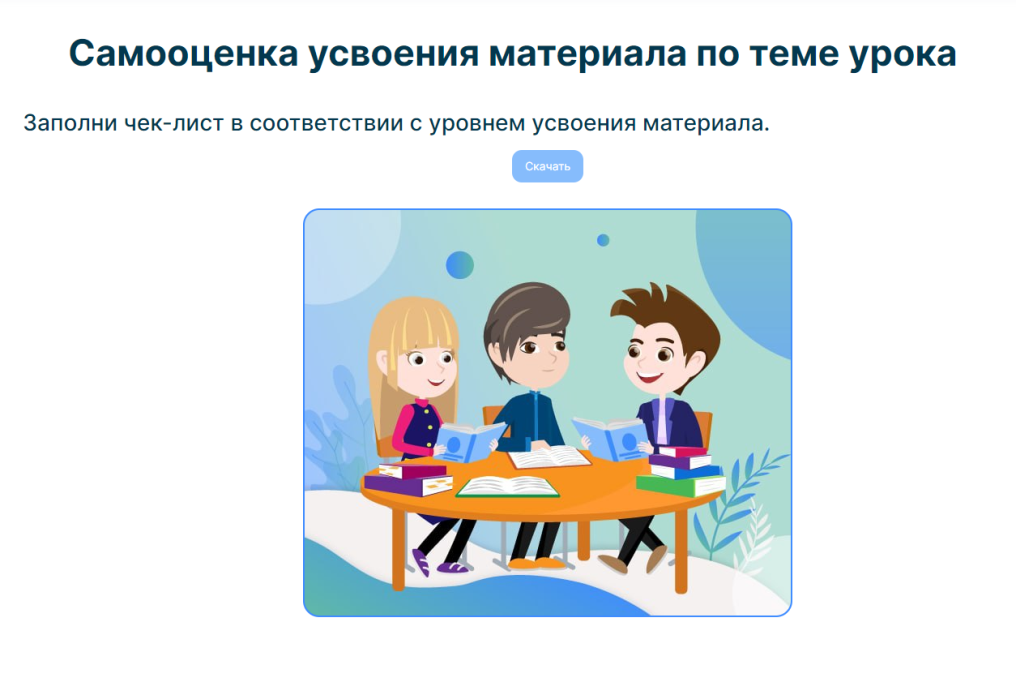 Самооценка усвоения материала по теме урока
Заполни чек-лист в соответствии с уровнем усвоения материала.
Скачать